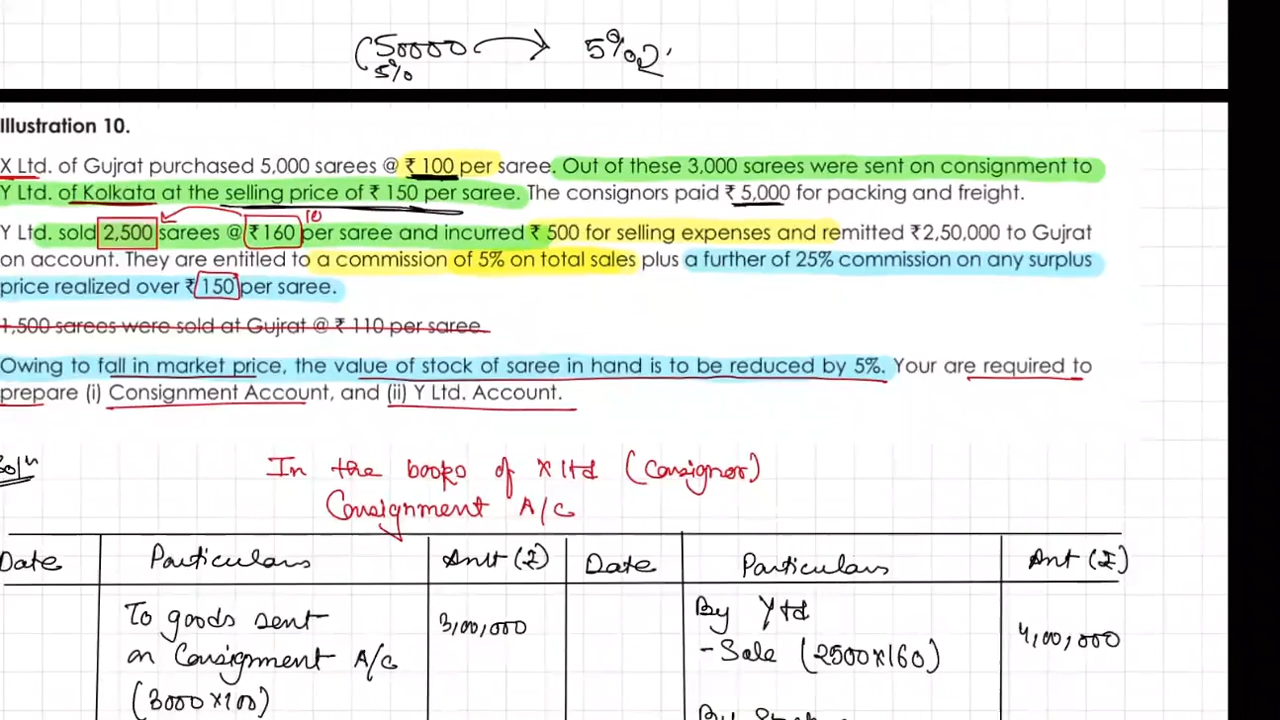 (50000 → 5%
5%
Illustration 10.
X Ltd. of Gujrat purchased 5,000 sarees @ ₹ 100 per saree. Out of these 3,000 sarees were sent on consignment to
Y Ltd. of Kolkata at the selling price of ₹ 150 per saree. The consignors paid ₹ 5,000 for packing and freight.
10
Y Ltd. sold 2,500 sarees @ ₹160 per saree and incurred ₹ 500 for selling expenses and remitted ₹2,50,000 to Gujrat
on account. They are entitled to a commission of 5% on total sales plus a further of 25% commission on any surplus
price realized over ₹ 150 per saree.
1,500 sarees were sold at Gujrat @ ₹ 110 per saree
Owing to fall in market price, the value of stock of saree in hand is to be reduced by 5%. Your are required to
prepare (i) Consignment Account, and (ii) Y Ltd. Account.
Solⁿ
In the books of X ltd (Consignor)
Consignment A/C
Date Particulars Amt (₹) Date Particulars Amt (₹)
To goods sent 3,00,000 By Y ltd
on Consignment A/C - Sale (2500×160) 4,00,000
(3000×100)
By Stock